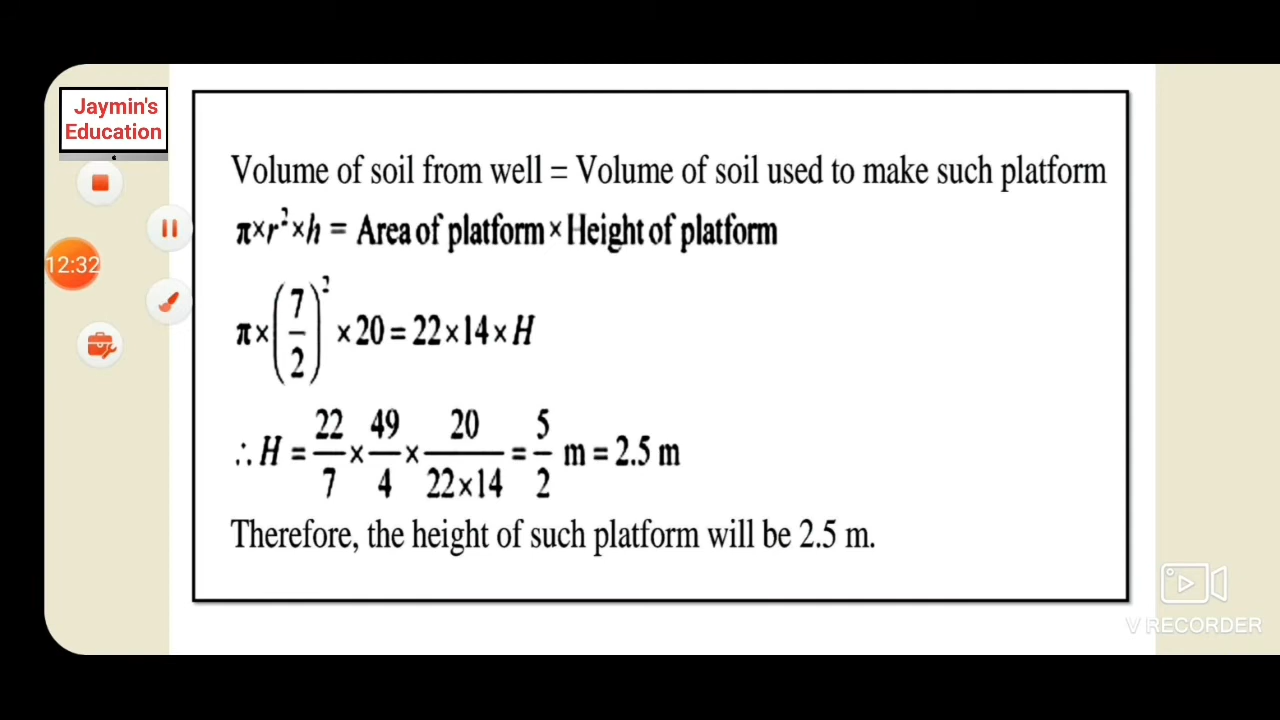 Jaymin's
Education
12:32
Volume of soil from well = Volume of soil used to make such platform
π×r²×h = Area of platform×Height of platform
π×(7/2)²×20=22×14×H
∴ H = 22/7 × 49/4 × 20/22×14 = 5/2 m = 2.5 m
Therefore, the height of such platform will be 2.5 m.
V RECORDER